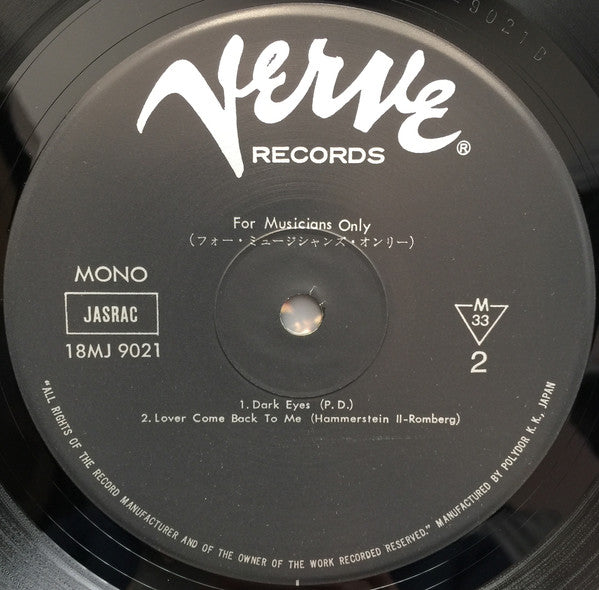 9021 B
Verve
RECORDS®
For Musicians Only
(フォー・ミュージシャンズ・オンリー)
MONO
JASRAC
18MJ 9021
M
33
2
1. Dark Eyes (P.D.)
2. Lover Come Back To Me (Hammerstein II-Romberg)
"ALL RIGHTS OF THE RECORD MANUFACTURER AND OF THE OWNER OF THE WORK RECORDED RESERVED." MANUFACTURED BY POLYDOR K. K., JAPAN